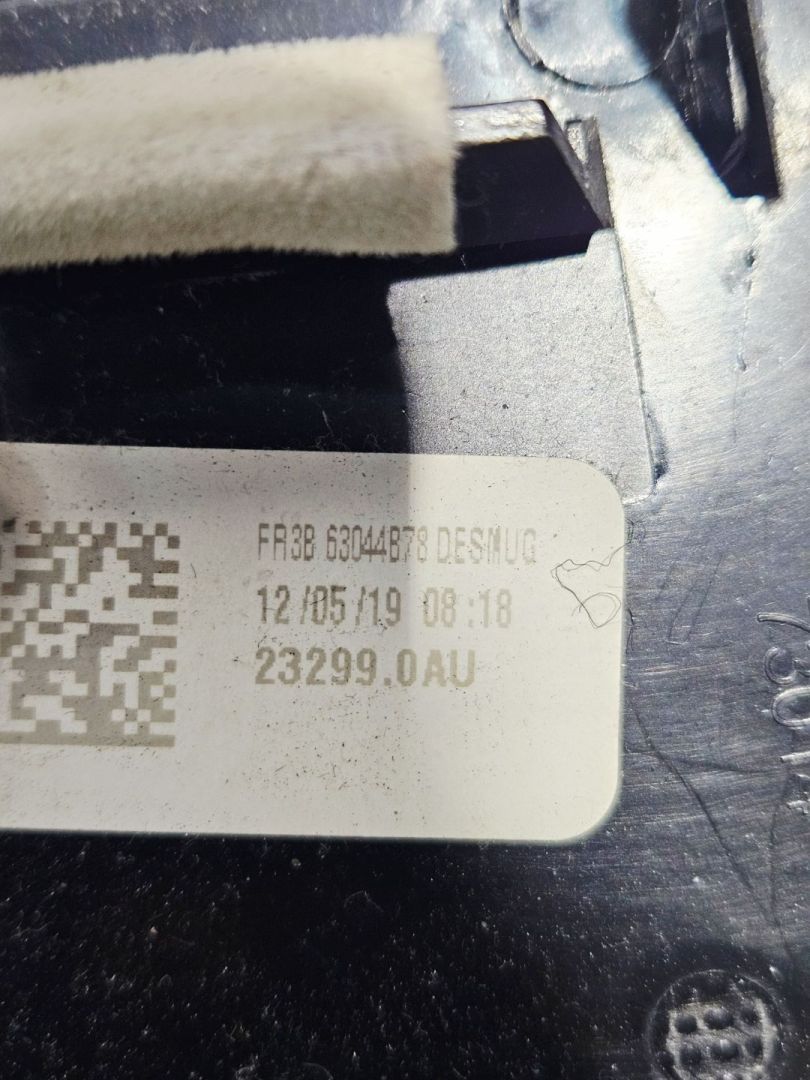 FR3B 63044B78 DESMUG
12/05/19 08:18
23299.0AU